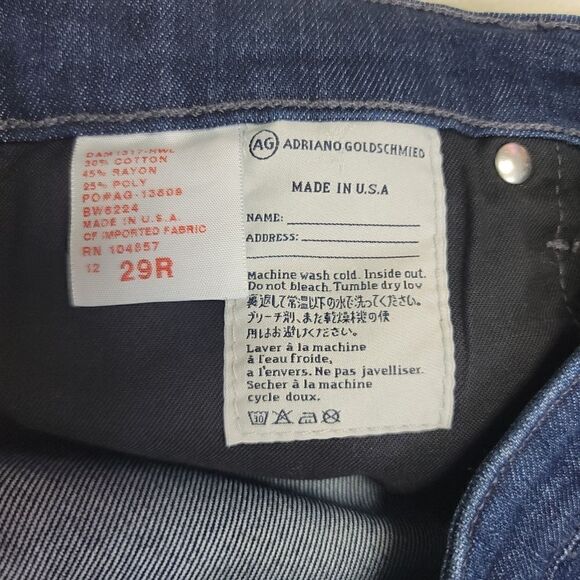 DAM1317-RWL
30% COTTON
45% RAYON
25% POLY
PO#AG-13609
BW6224
MADE IN U.S.A.
OF IMPORTED FABRIC
RN 104857
12 29R
AG ADRIANO GOLDSCHMIED
MADE IN U.S.A
NAME:
ADDRESS:
Machine wash cold. Inside out.
Do not bleach. Tumble dry low
裏返して常温以下の水で洗ってください。
ブリーチ剤、また乾燥機の使
用はお避けください。
Laver à la machine
à l'eau froide,
a l'envers. Ne pas javelliser.
Secher à la machine
cycle doux.
30